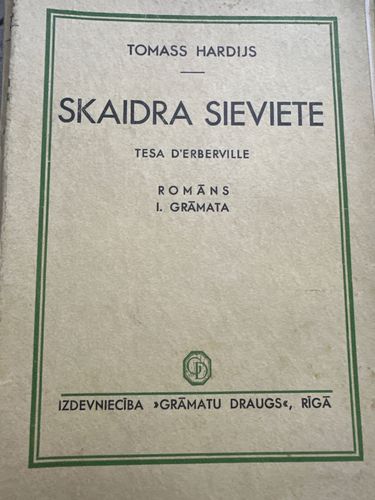 TOMASS HARDIJS
SKAIDRA SIEVIETE
TESA D'ERBERVILLE
ROMĀNS
I. GRĀMATA
IZDEVNIECĪBA »GRĀMATU DRAUGS«, RĪGĀ